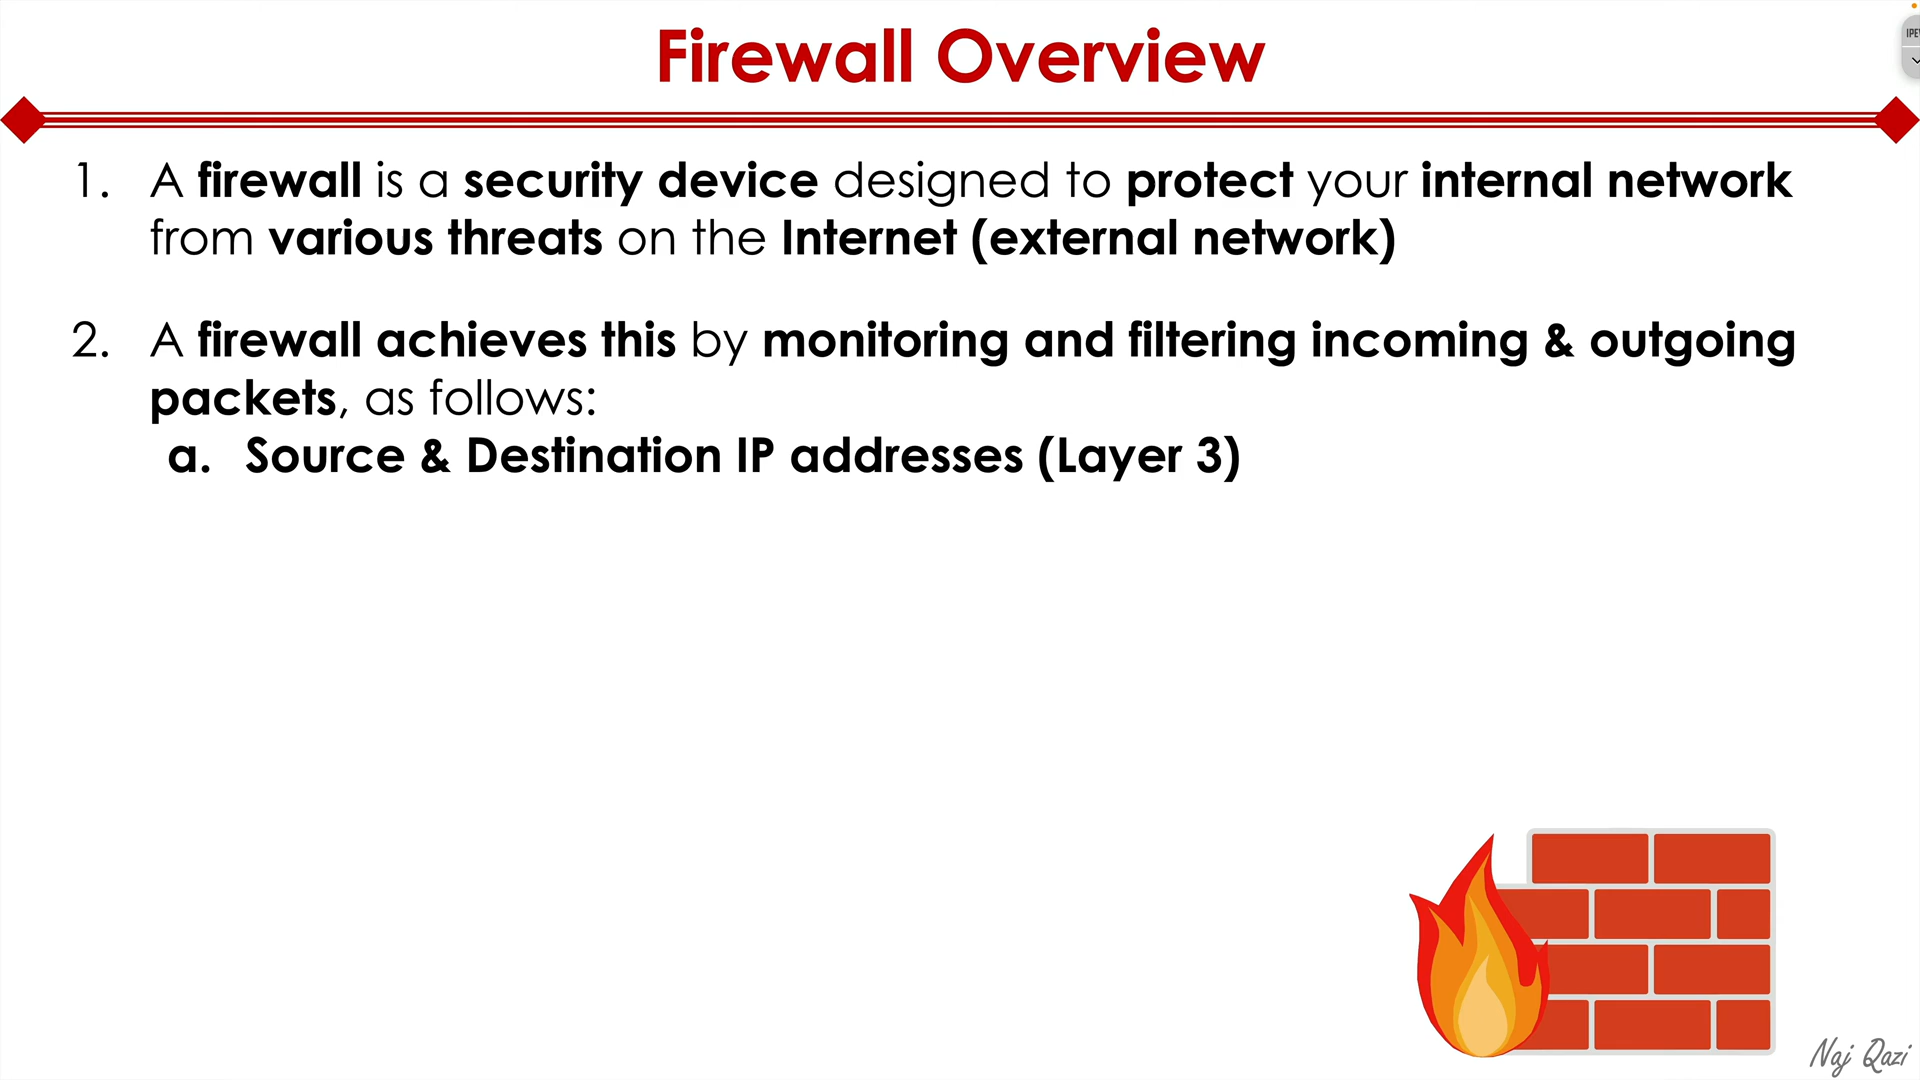 Firewall Overview
1. A firewall is a security device designed to protect your internal network
from various threats on the Internet (external network)
2. A firewall achieves this by monitoring and filtering incoming & outgoing
packets, as follows:
a. Source & Destination IP addresses (Layer 3)
Naj Qazi